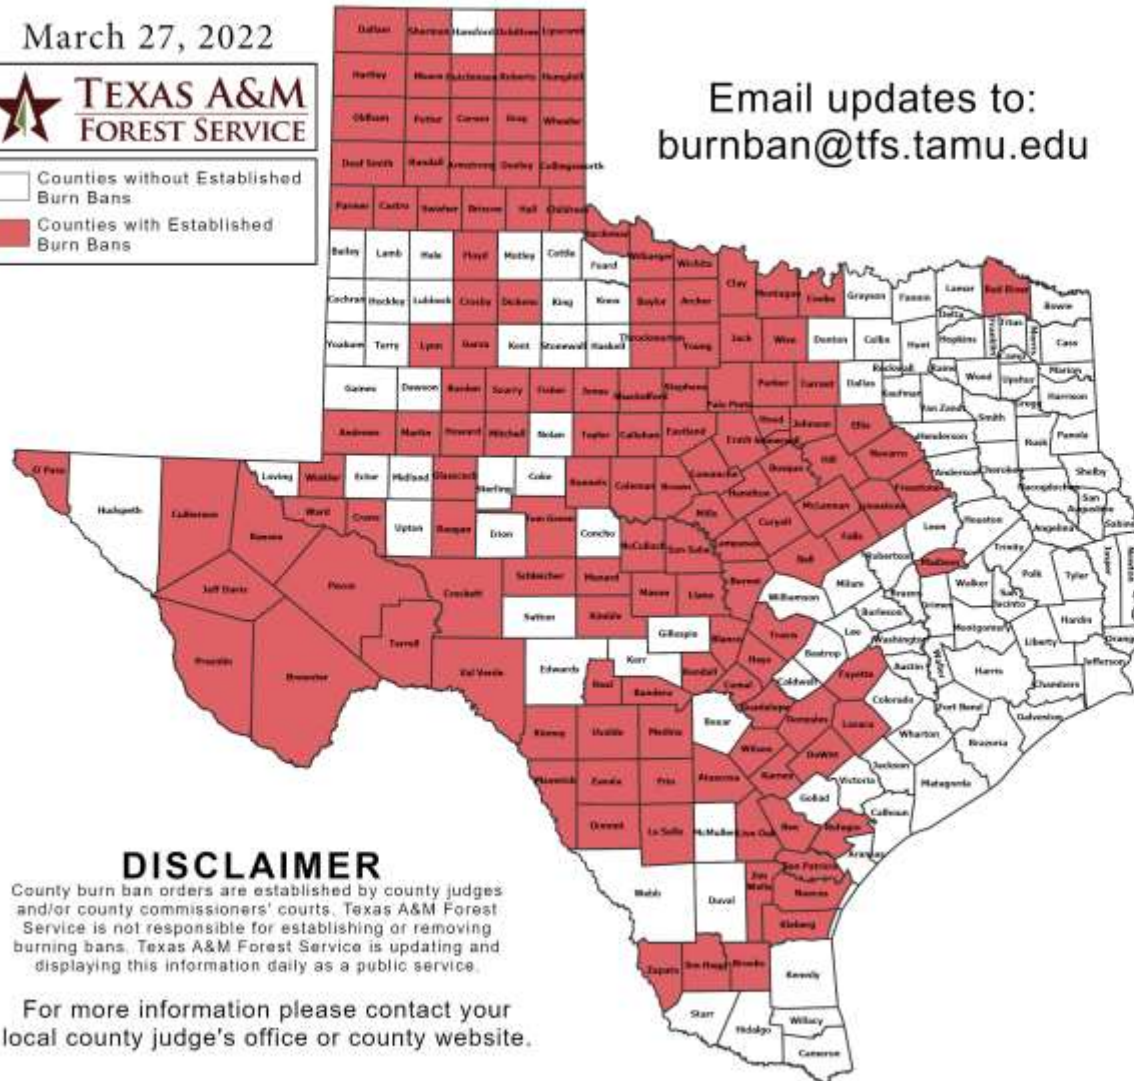 March 27, 2022
TEXAS A&M
FOREST SERVICE
Counties without Established
Burn Bans
Counties with Established
Burn Bans
Email updates to:
burnban@tfs.tamu.edu
Dallam Sherman Hansford Ochiltree Lipscomb
Hartley Moore Hutchinson Roberts Hemphill
Oldham Potter Carson Gray Wheeler
Deaf Smith Randall Armstrong Donley Collingsworth
Parmer Castro Swisher Briscoe Hall Childress
Hardeman
Bailey Lamb Hale Floyd Motley Cottle Foard Wilbarger Wichita
Clay Montague Cooke Grayson Fannin Lamar Red River Bowie
Cochran Hockley Lubbock Crosby Dickens King Knox Baylor Archer
Delta Titus Franklin Morris Cass
Yoakum Terry Lynn Garza Kent Stonewall Haskell Throckmorton Young Jack Wise Denton Collin Hunt Hopkins
Camp Rockwall Rains Wood Upshur Marion
Gaines Dawson Borden Scurry Fisher Jones Shackelford Stephens Palo Pinto Parker Tarrant Dallas Kaufman Van Zandt Gregg Harrison
Smith
Andrews Martin Howard Mitchell Nolan Taylor Callahan Eastland Erath Hood Somervell Johnson Ellis Henderson Rusk Panola
Navarro Hill Bosque
El Paso Hudspeth Culberson Loving Winkler Ector Midland Glasscock Sterling Coke Runnels Coleman Brown Comanche Hamilton Freestone Anderson Cherokee Shelby
Nacogdoches San Augustine
Reeves Ward Crane Upton Reagan Irion Tom Green Concho McCulloch San Saba Mills Lampasas Coryell McLennan Limestone Falls Leon Houston Angelina Sabine
Bell Robertson Madison Trinity
Jeff Davis Pecos Crockett Schleicher Menard Mason Llano Burnet Williamson Milam Brazos Grimes Walker San Jacinto Polk Tyler Jasper Newton
Sutton Kimble Gillespie Blanco Travis Lee Burleson Washington Montgomery Liberty Hardin Orange
Presidio Brewster Terrell Val Verde Edwards Kerr Kendall Hays Bastrop Caldwell Fayette Austin Waller Harris Jefferson
Real Bandera Comal Guadalupe Colorado Fort Bend Chambers Galveston
Kinney Uvalde Medina Bexar Wilson Gonzales Lavaca Wharton Brazoria
DeWitt Jackson Matagorda
Maverick Zavala Frio Atascosa Karnes Goliad Victoria Calhoun
Dimmit La Salle McMullen Live Oak Bee Refugio Aransas
San Patricio
Webb Duval Jim Wells Nueces
Kleberg
Zapata Jim Hogg Brooks Kenedy
Starr Hidalgo Willacy
Cameron
DISCLAIMER
County burn ban orders are established by county judges
and/or county commissioners' courts. Texas A&M Forest
Service is not responsible for establishing or removing
burning bans. Texas A&M Forest Service is updating and
displaying this information daily as a public service.
For more information please contact your
local county judge's office or county website.